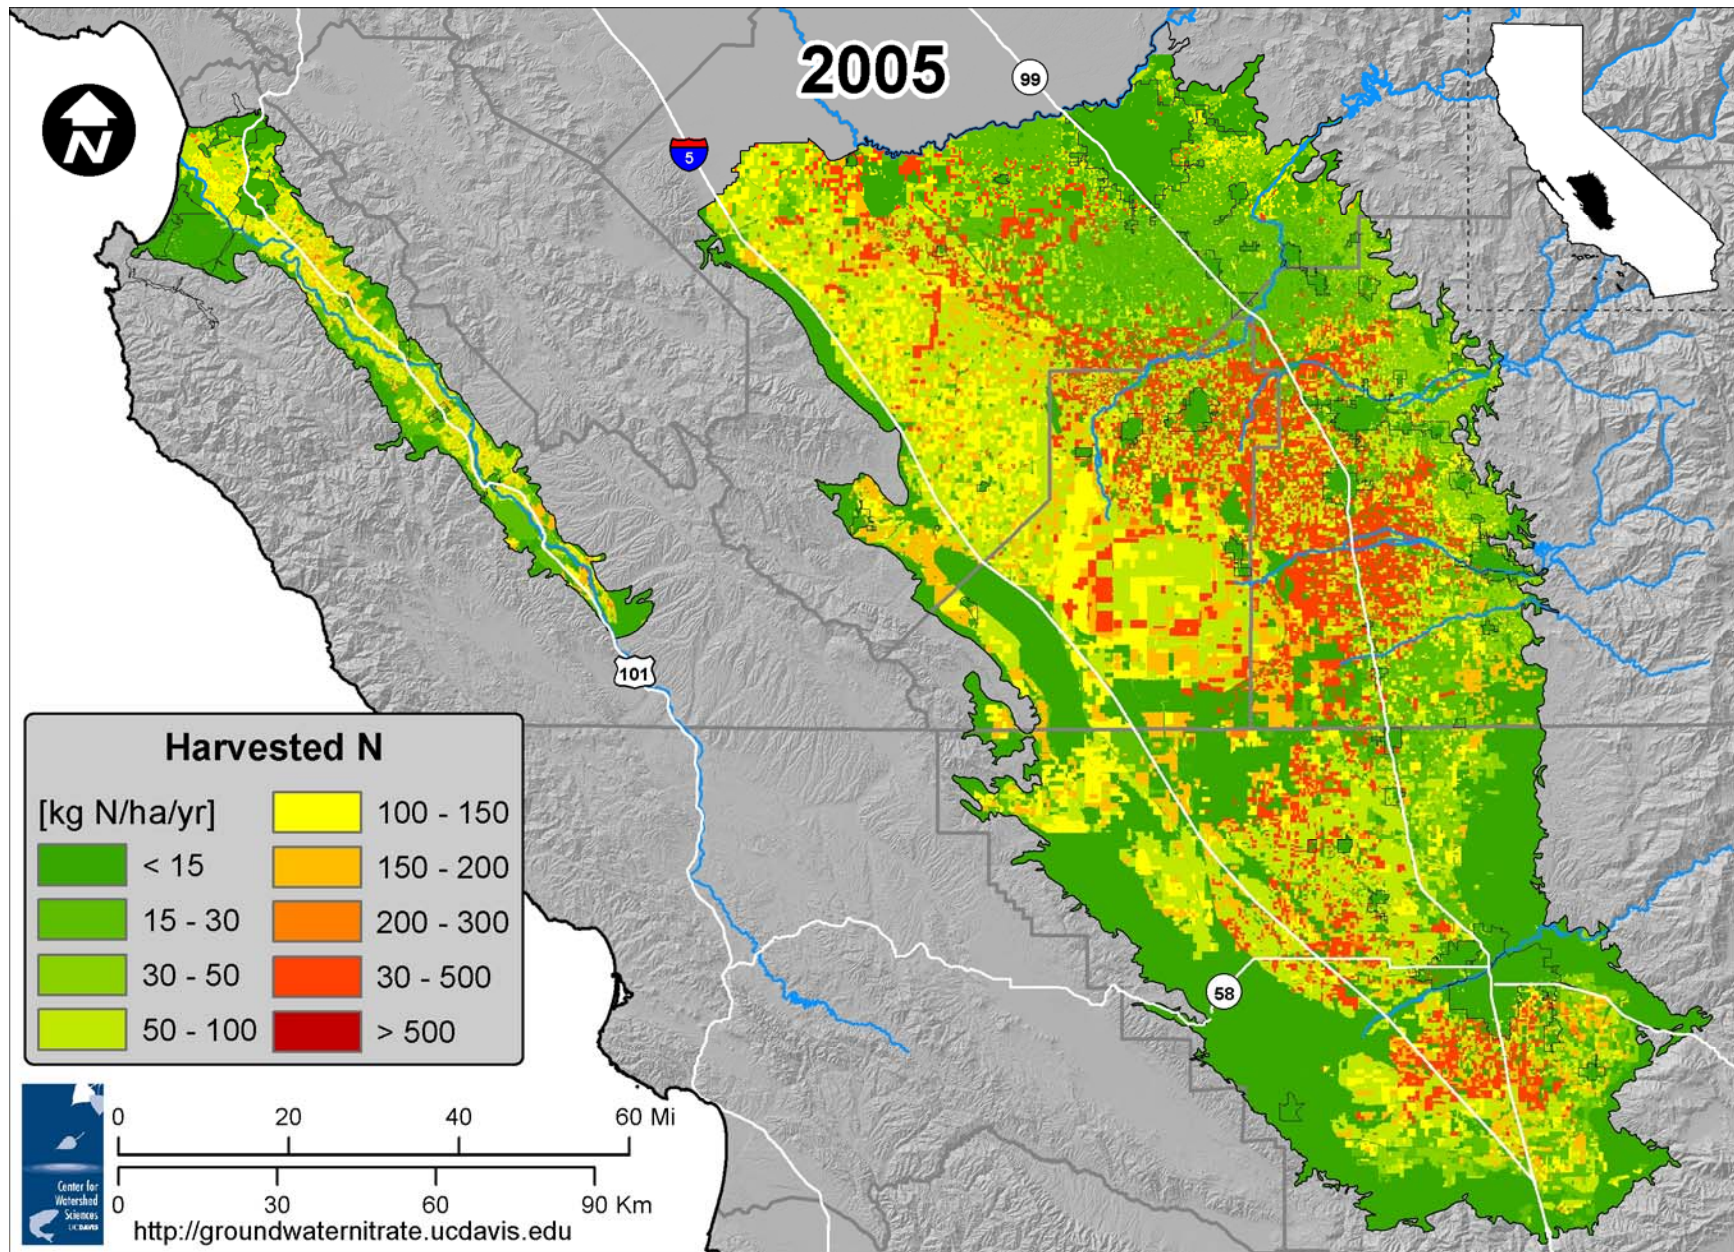 2005
N
99
5
101
58
Harvested N
[kg N/ha/yr]
< 15
15 - 30
30 - 50
50 - 100
100 - 150
150 - 200
200 - 300
30 - 500
> 500
0 20 40 60 Mi
0 30 60 90 Km
Center for
Watershed
Sciences
UC DAVIS
http://groundwaternitrate.ucdavis.edu